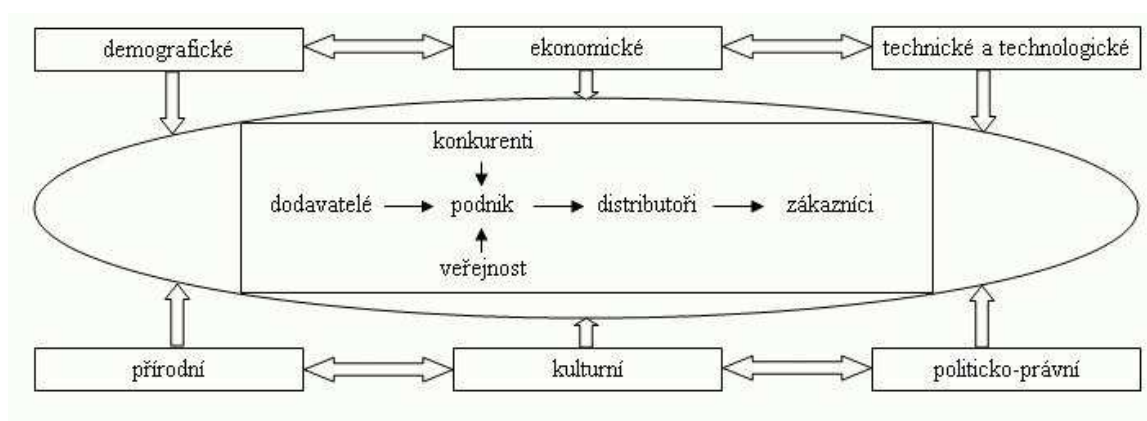 demografické
ekonomické
technické a technologické
konkurenti
dodavatelé
podnik
distributoři
zákazníci
veřejnost
přírodní
kulturní
politicko-právní